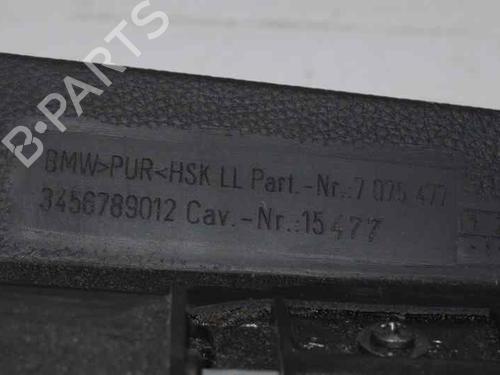 B-PARTS
BMW>PUR<HSK LL Part.-Nr.:7 075 477
3456789012 Cav.-Nr.:15 477